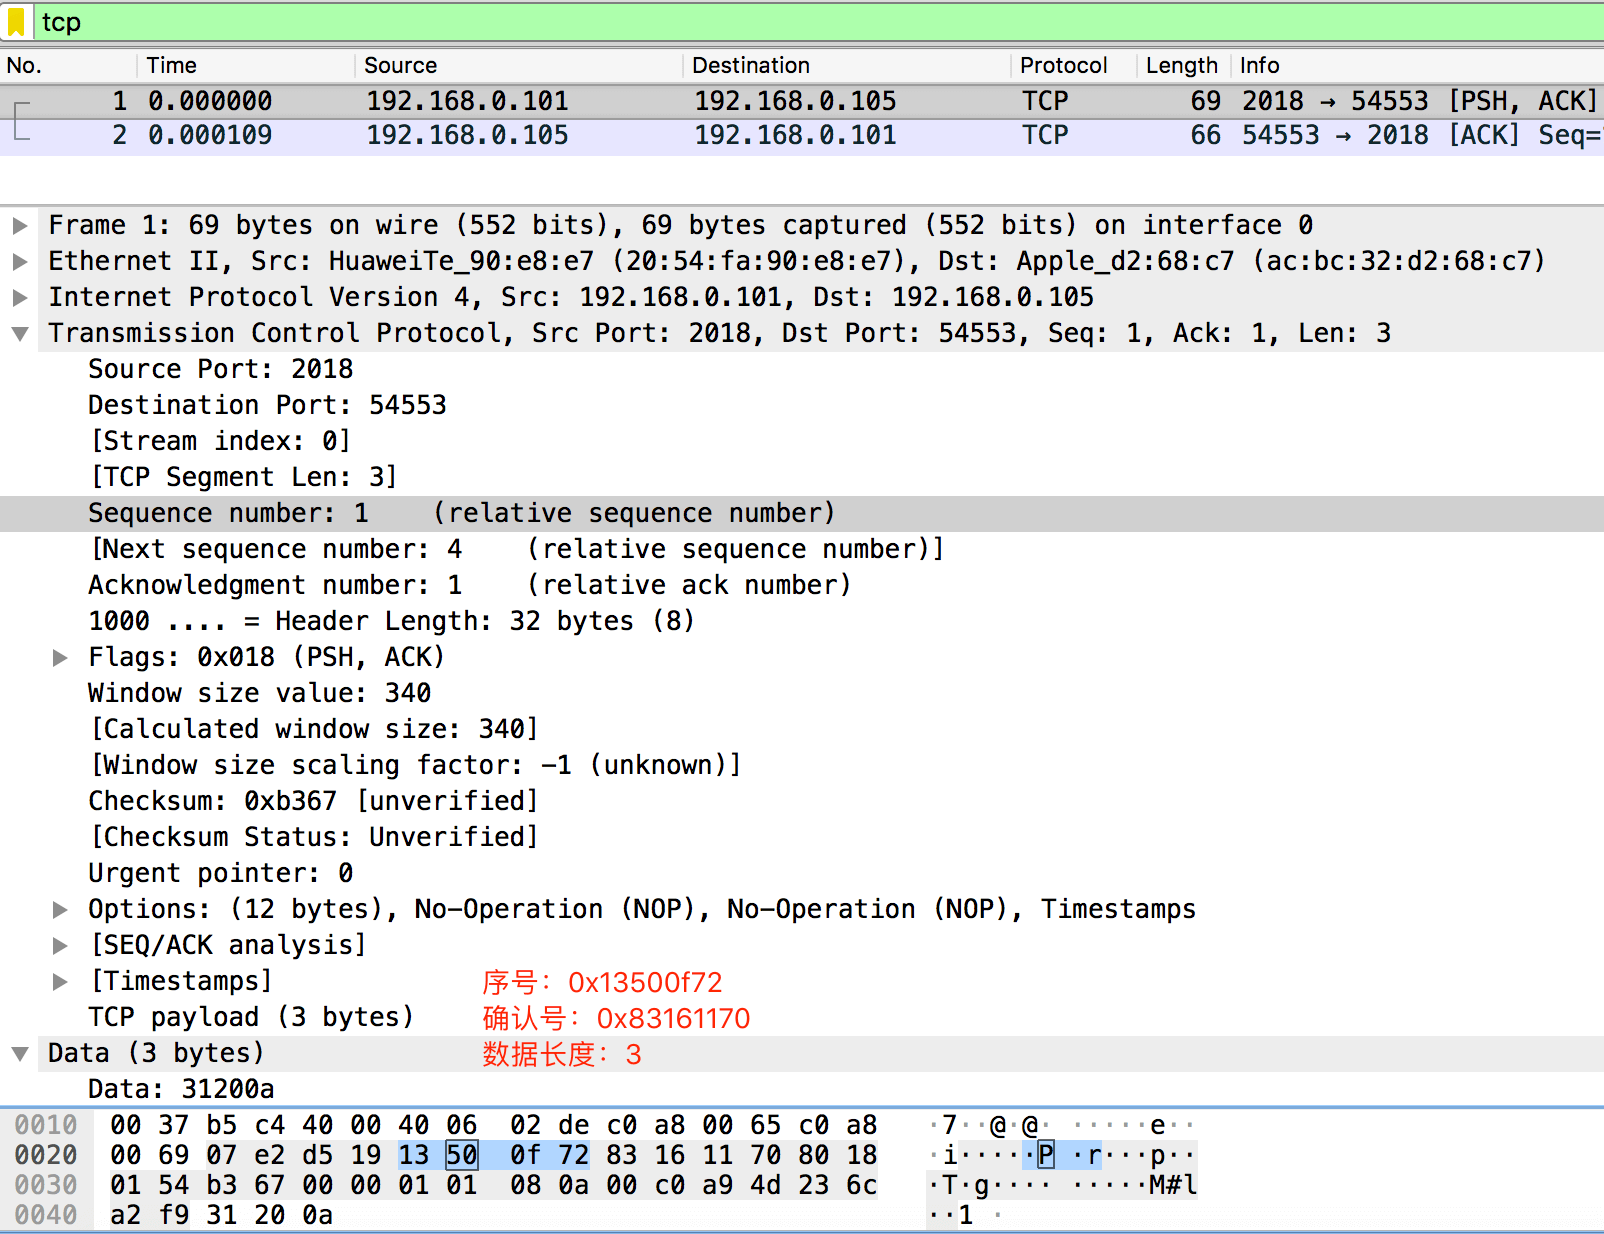 tcp
No. Time Source Destination Protocol Length Info
1 0.000000 192.168.0.101 192.168.0.105 TCP 69 2018 → 54553 [PSH, ACK]
2 0.000109 192.168.0.105 192.168.0.101 TCP 66 54553 → 2018 [ACK] Seq=
Frame 1: 69 bytes on wire (552 bits), 69 bytes captured (552 bits) on interface 0
Ethernet II, Src: HuaweiTe_90:e8:e7 (20:54:fa:90:e8:e7), Dst: Apple_d2:68:c7 (ac:bc:32:d2:68:c7)
Internet Protocol Version 4, Src: 192.168.0.101, Dst: 192.168.0.105
Transmission Control Protocol, Src Port: 2018, Dst Port: 54553, Seq: 1, Ack: 1, Len: 3
Source Port: 2018
Destination Port: 54553
[Stream index: 0]
[TCP Segment Len: 3]
Sequence number: 1 (relative sequence number)
[Next sequence number: 4 (relative sequence number)]
Acknowledgment number: 1 (relative ack number)
1000 .... = Header Length: 32 bytes (8)
Flags: 0x018 (PSH, ACK)
Window size value: 340
[Calculated window size: 340]
[Window size scaling factor: -1 (unknown)]
Checksum: 0xb367 [unverified]
[Checksum Status: Unverified]
Urgent pointer: 0
Options: (12 bytes), No-Operation (NOP), No-Operation (NOP), Timestamps
[SEQ/ACK analysis]
[Timestamps] 序号：0x13500f72
TCP payload (3 bytes) 确认号：0x83161170
Data (3 bytes) 数据长度：3
Data: 31200a
0010 00 37 b5 c4 40 00 40 06 02 de c0 a8 00 65 c0 a8 ·7··@·@· ·····e··
0020 00 69 07 e2 d5 19 13 50 0f 72 83 16 11 70 80 18 ·i·····P ·r···p··
0030 01 54 b3 67 00 00 01 01 08 0a 00 c0 a9 4d 23 6c ·T·g···· ·····M#l
0040 a2 f9 31 20 0a ··1 ·